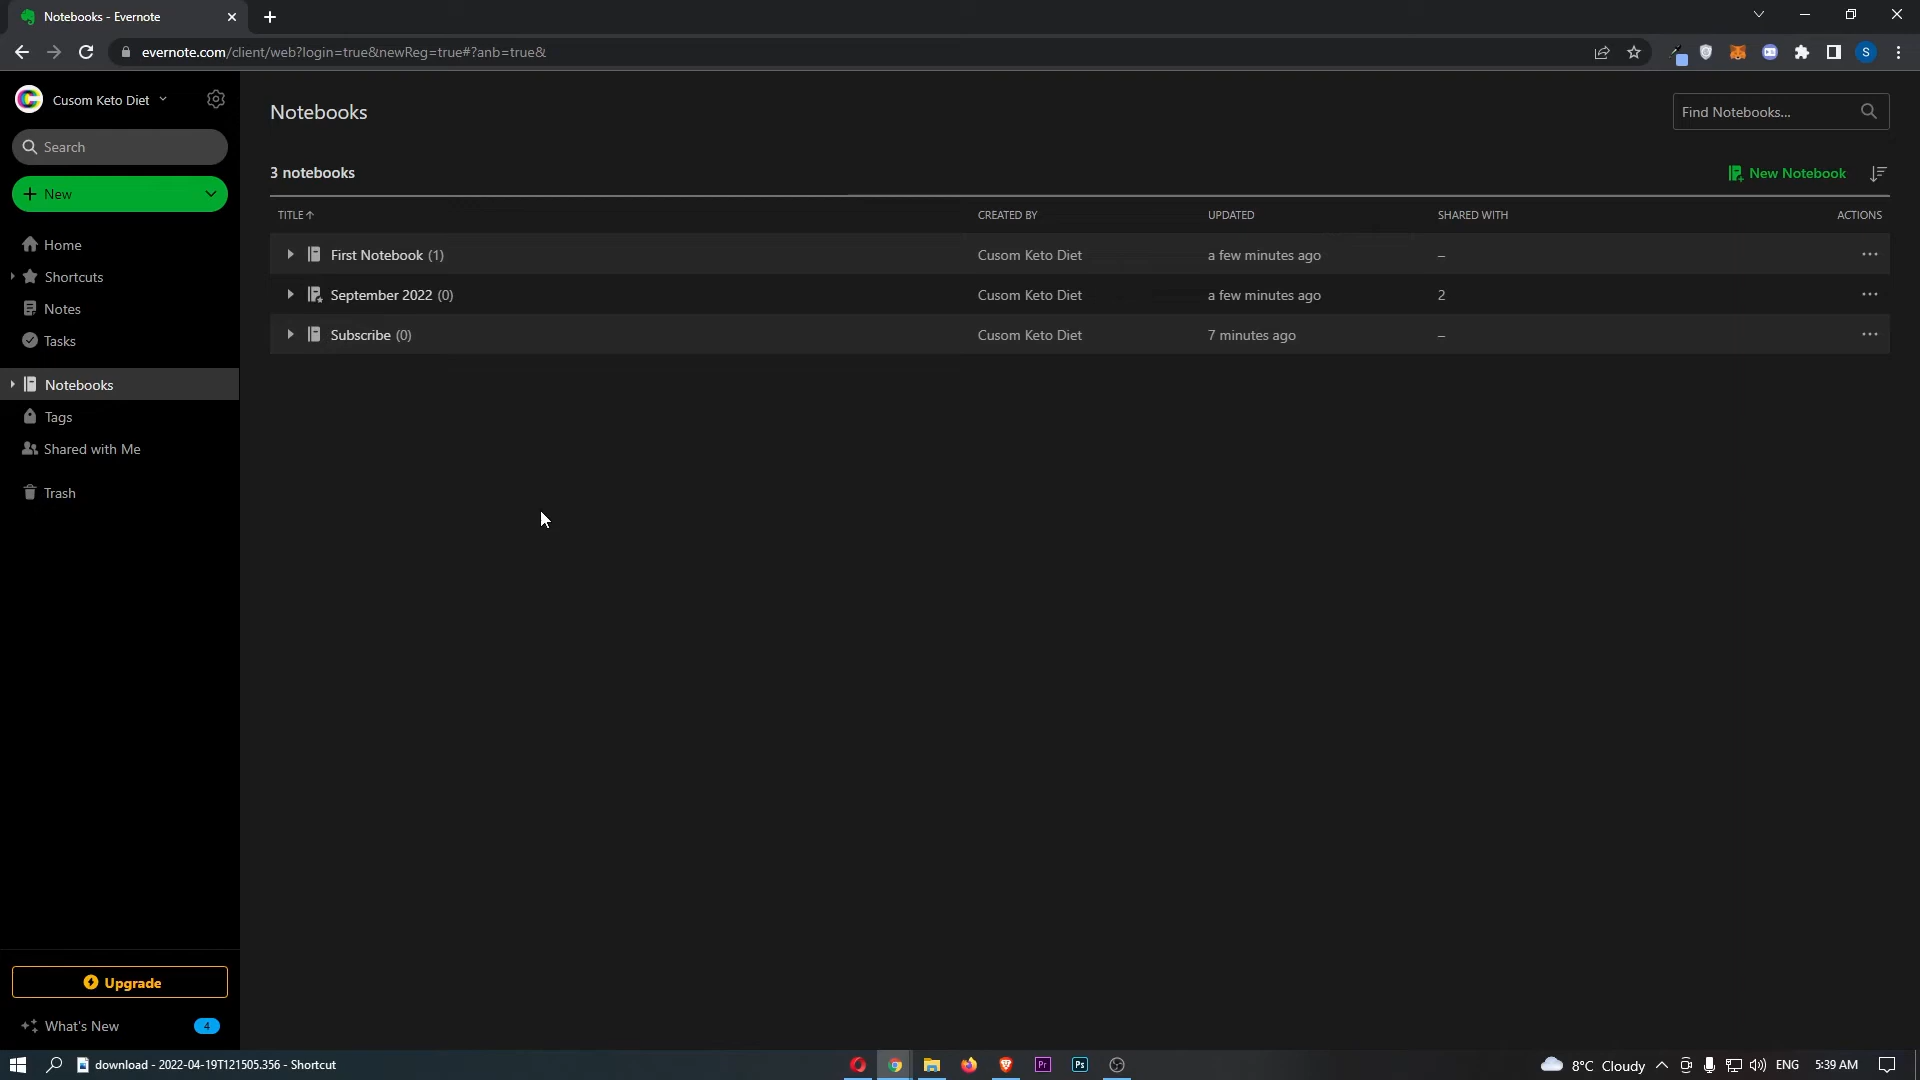 Notebooks - Evernote
evernote.com/client/web?login=true&newReg=true#?anb=true&
S
Cusom Keto Diet
Search
New
Home
Shortcuts
Notes
Tasks
Notebooks
Tags
Shared with Me
Trash
Upgrade
What's New 4
Notebooks
Find Notebooks...
3 notebooks
New Notebook
TITLE CREATED BY UPDATED SHARED WITH ACTIONS
First Notebook (1) Cusom Keto Diet a few minutes ago –
September 2022 (0) Cusom Keto Diet a few minutes ago 2
Subscribe (0) Cusom Keto Diet 7 minutes ago –
download - 2022-04-19T121505.356 - Shortcut
Pr
Ps
8°C Cloudy
ENG
5:39 AM